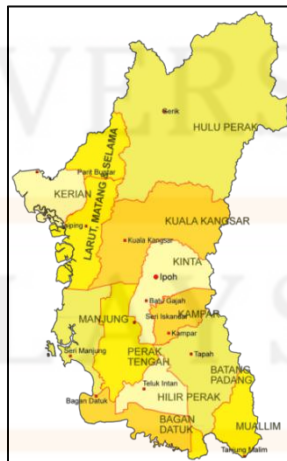 Gerik
HULU PERAK
Parit Buntar
KERIAN
LARUT, MATANG & SELAMA
Taiping
KUALA KANGSAR
Kuala Kangsar
KINTA
Ipoh
Batu Gajah
KAMPAR
MANJUNG
Seri Iskandar
Kampar
Seri Manjung
PERAK
TENGAH
Tapah
BATANG
PADANG
Teluk Intan
Bagan Datuk
HILIR PERAK
BAGAN
DATUK
MUALLIM
Tanjung Malim